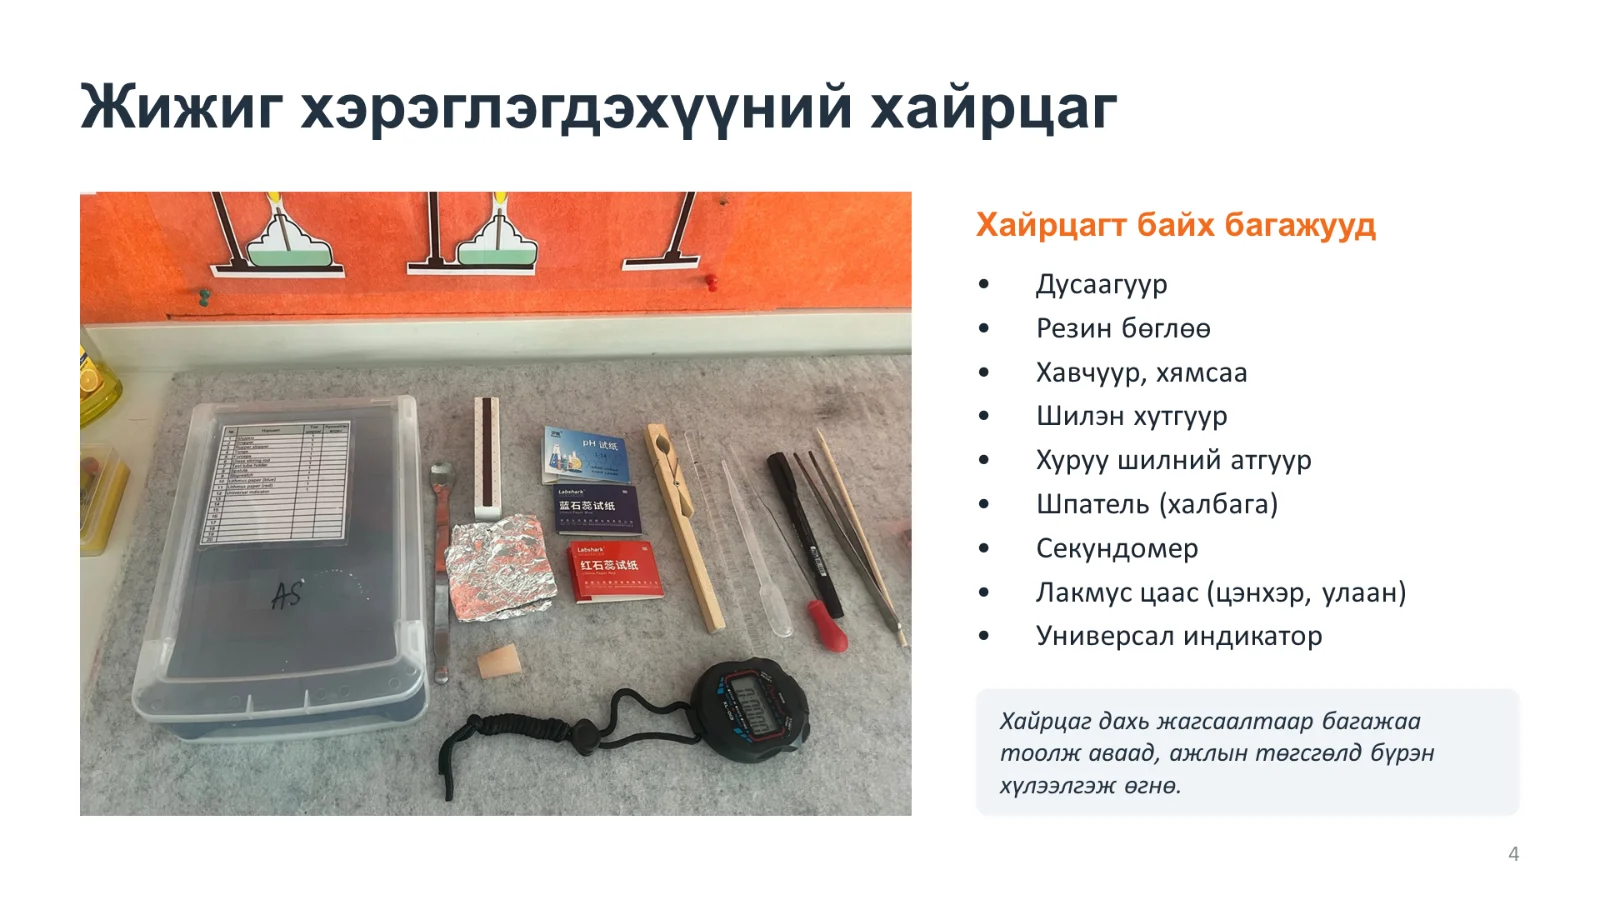 Жижиг хэрэглэгдэхүүний хайрцаг
Хайрцагт байх багажууд
• Дусаагуур
• Резин бөглөө
• Хавчуур, хямсаа
• Шилэн хутгуур
• Хуруу шилний атгуур
• Шпатель (халбага)
• Секундомер
• Лакмус цаас (цэнхэр, улаан)
• Универсал индикатор
Хайрцаг дахь жагсаалтаар багажаа
тоолж аваад, ажлын төгсгөлд бүрэн
хүлээлгэж өгнө.
4
AS
pH 试纸
Labshark
蓝石蕊试纸
Labshark
红石蕊试纸